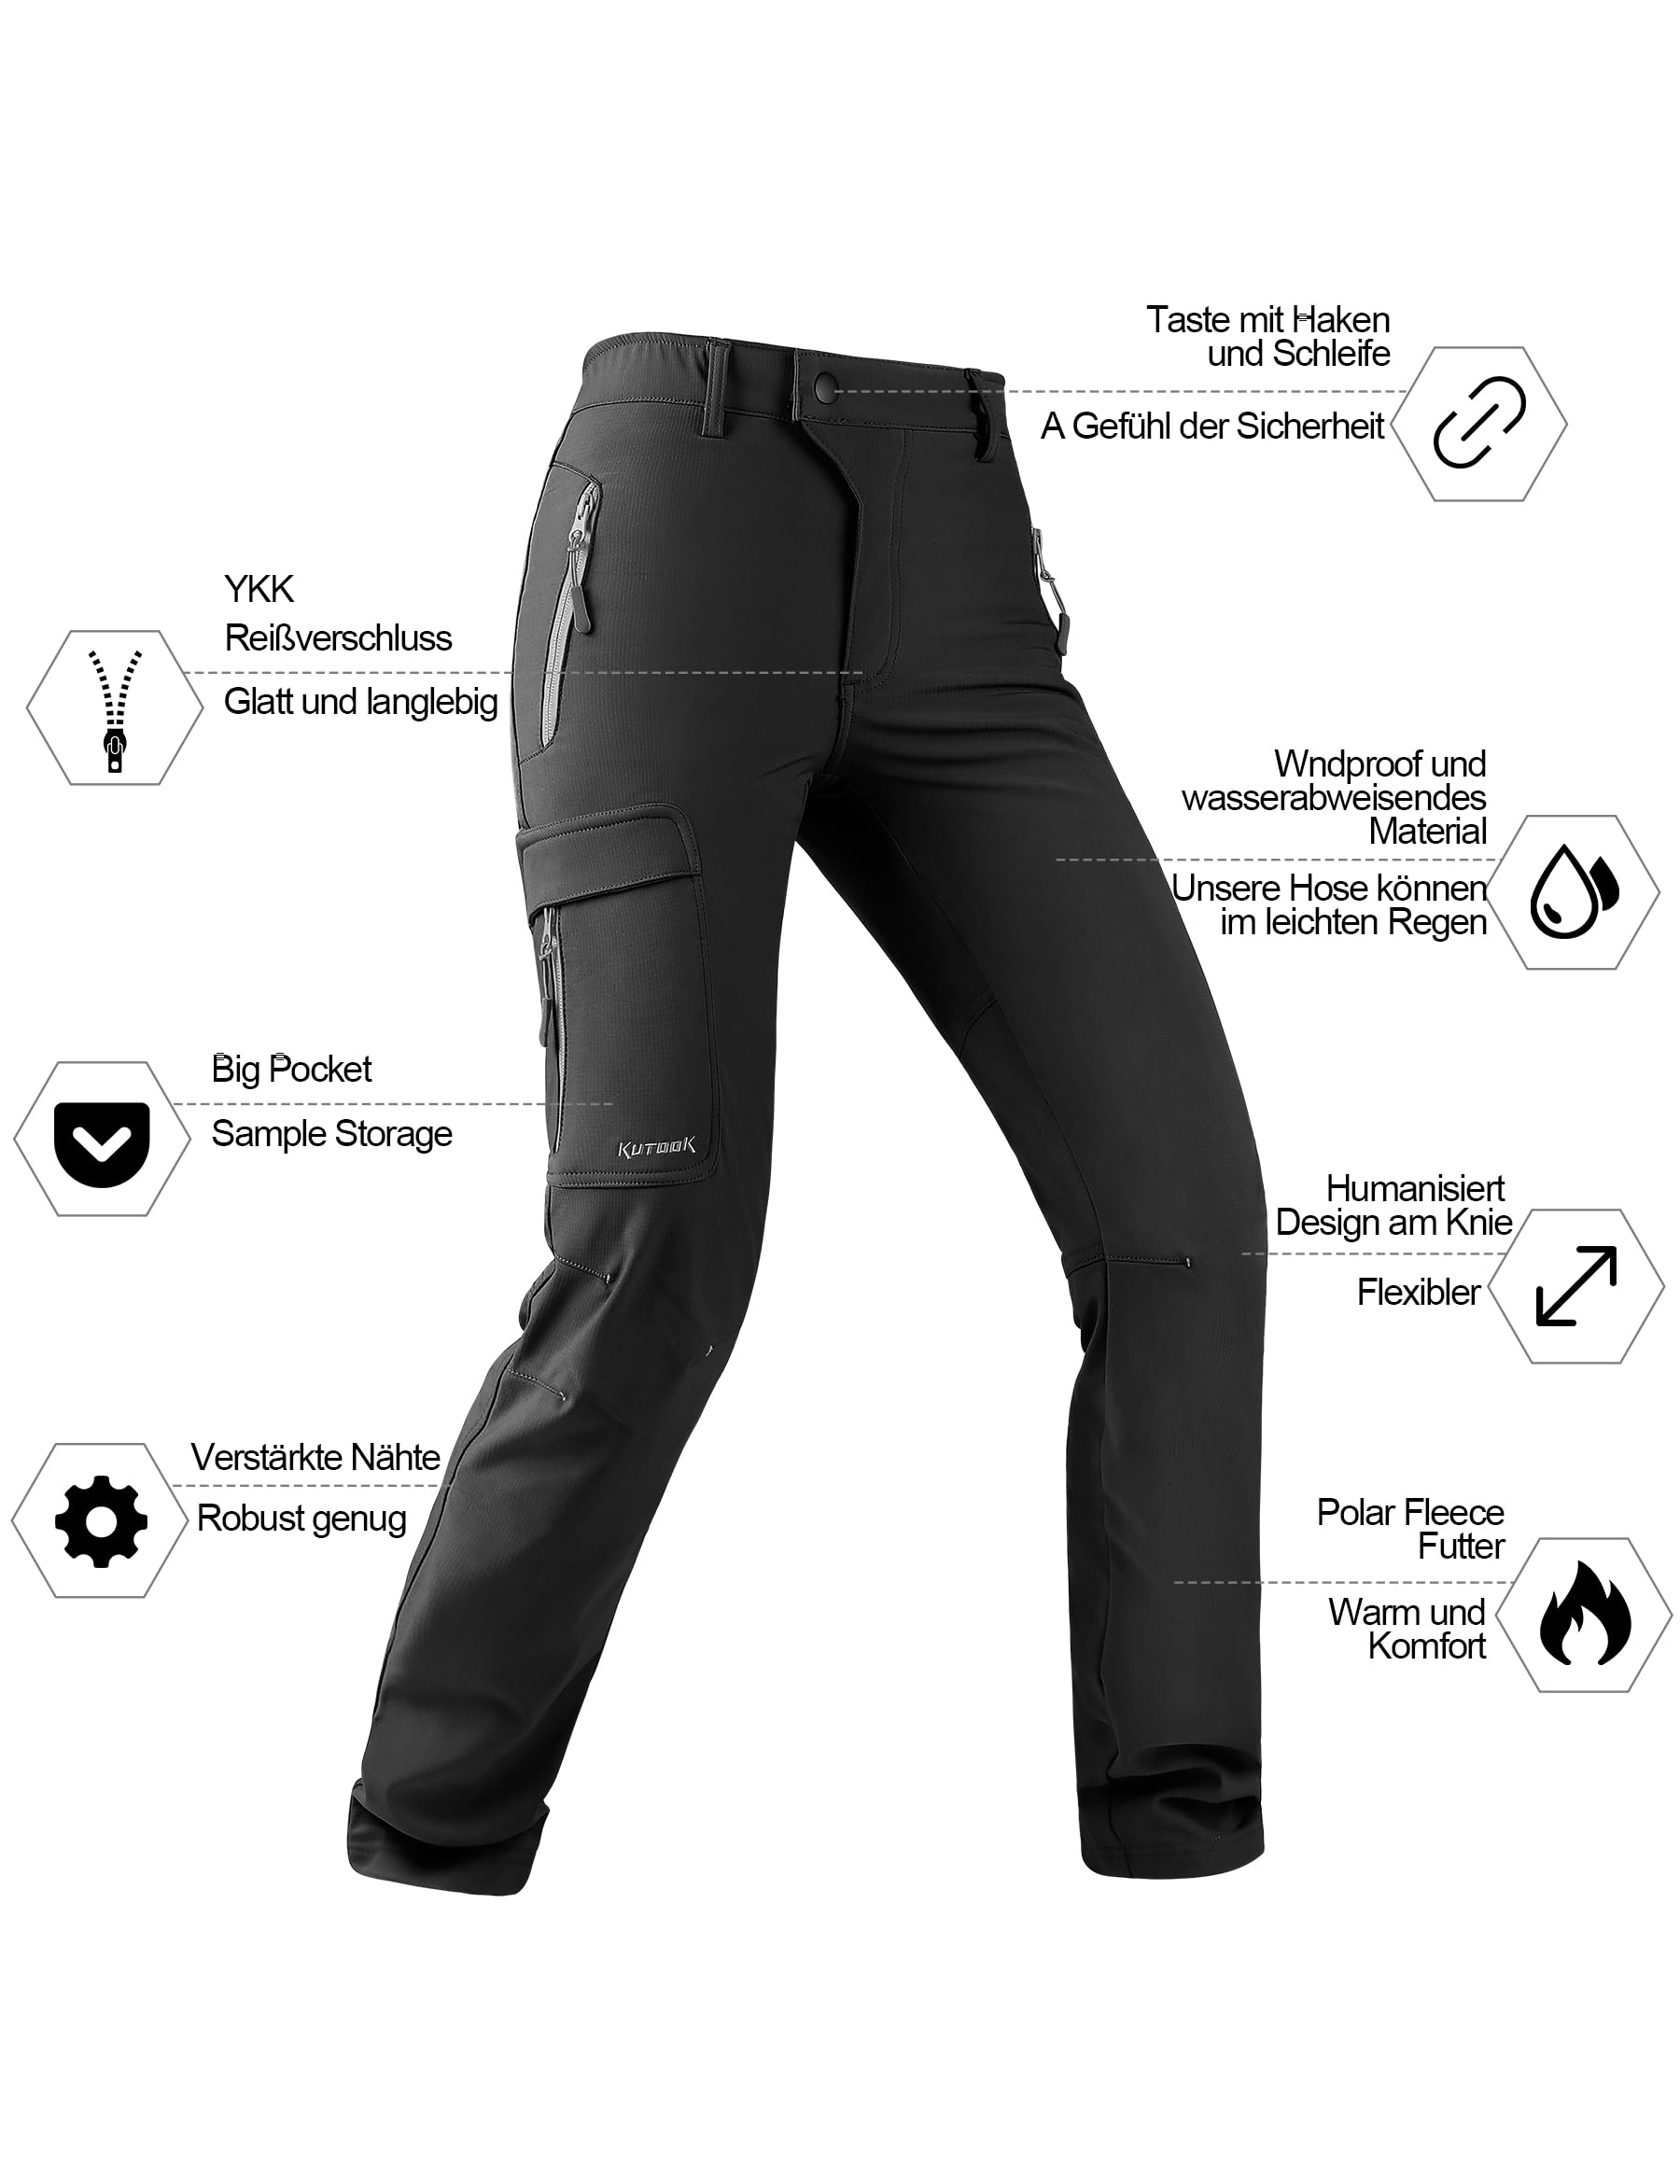 Taste mit Haken
und Schleife
A Gefühl der Sicherheit
YKK
Reißverschluss
Glatt und langlebig
Wndproof und
wasserabweisendes
Material
Unsere Hose können
im leichten Regen
Big Pocket
Sample Storage
KUTOOK
Humanisiert
Design am Knie
Flexibler
Verstärkte Nähte
Robust genug
Polar Fleece
Futter
Warm und
Komfort